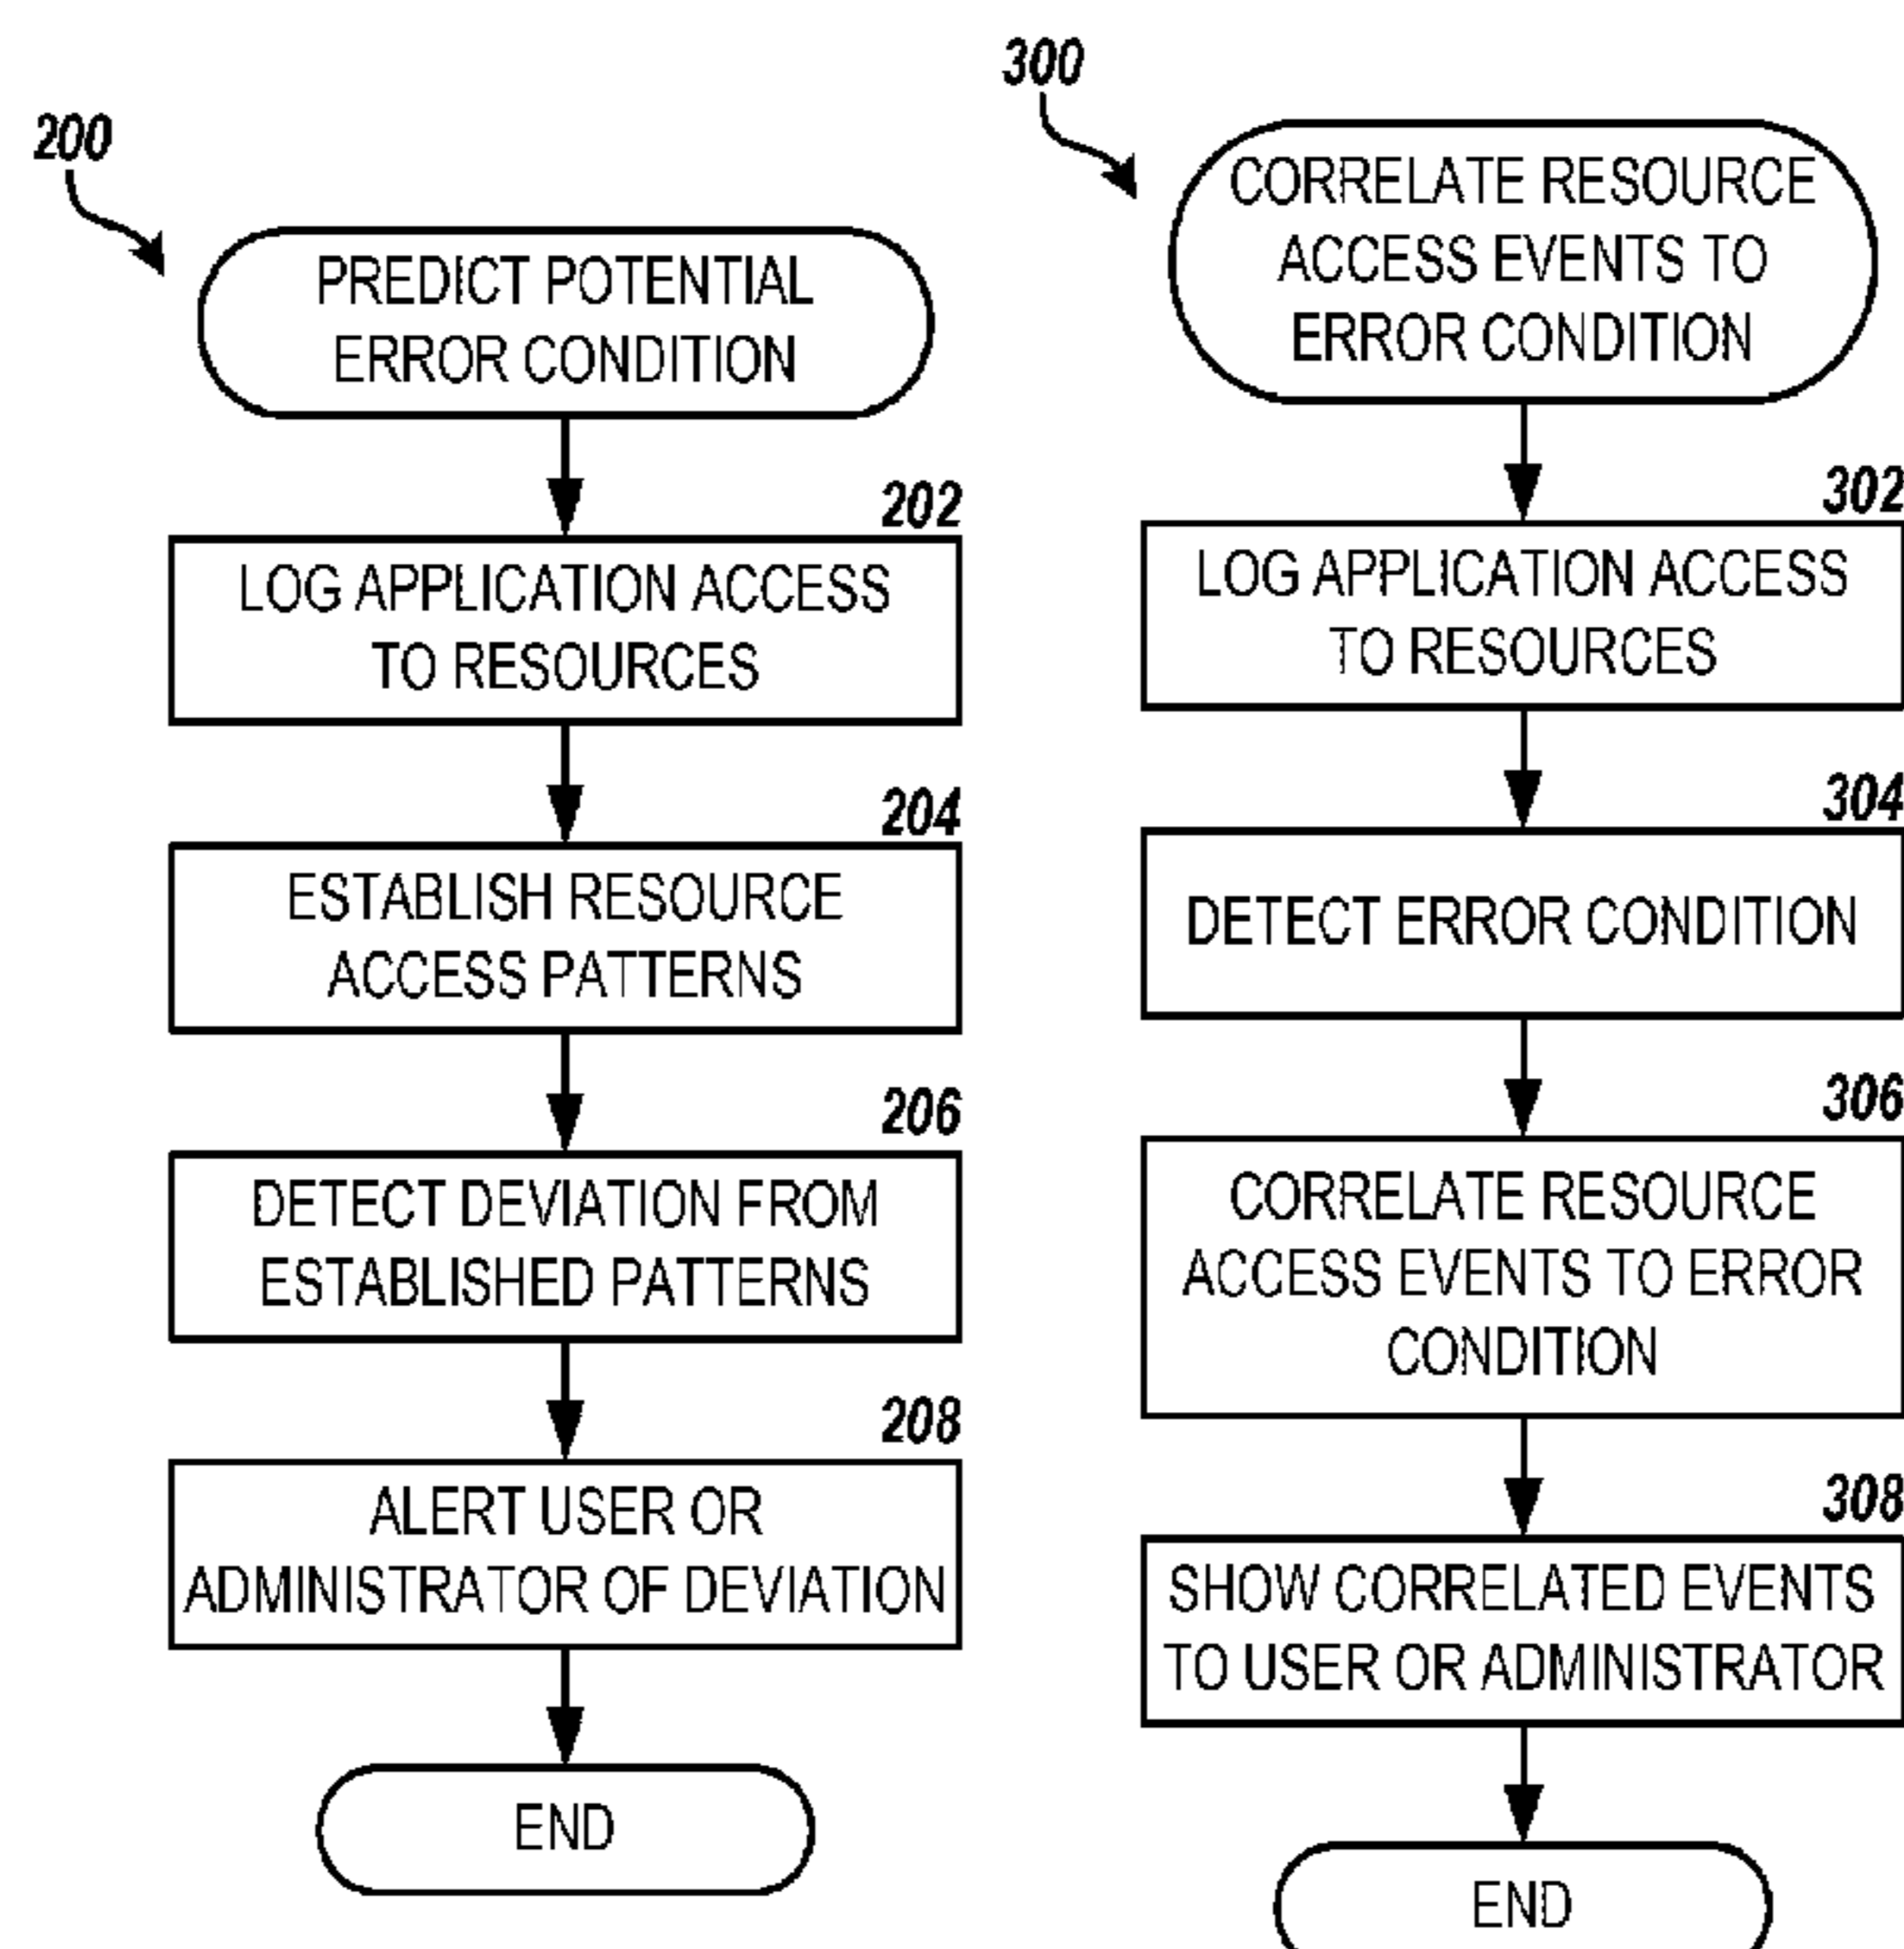 200
PREDICT POTENTIAL
ERROR CONDITION
202
LOG APPLICATION ACCESS
TO RESOURCES
204
ESTABLISH RESOURCE
ACCESS PATTERNS
206
DETECT DEVIATION FROM
ESTABLISHED PATTERNS
208
ALERT USER OR
ADMINISTRATOR OF DEVIATION
END
300
CORRELATE RESOURCE
ACCESS EVENTS TO
ERROR CONDITION
302
LOG APPLICATION ACCESS
TO RESOURCES
304
DETECT ERROR CONDITION
306
CORRELATE RESOURCE
ACCESS EVENTS TO ERROR
CONDITION
308
SHOW CORRELATED EVENTS
TO USER OR ADMINISTRATOR
END